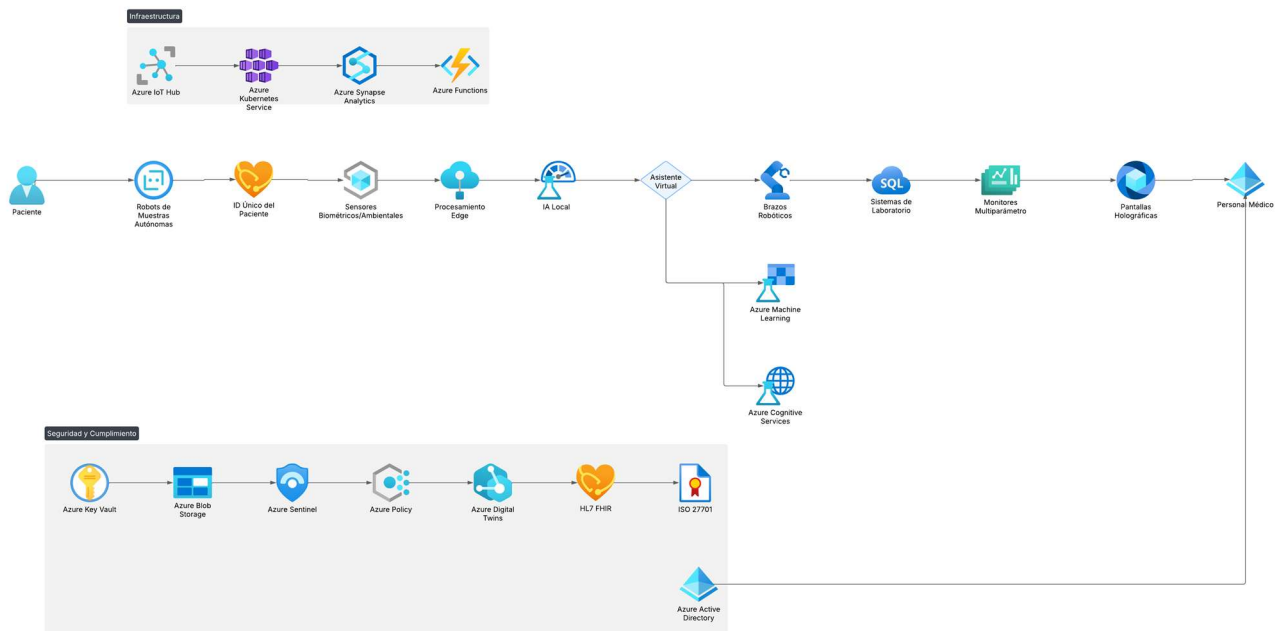 Infraestructura
Azure IoT Hub
Azure
Kubernetes
Service
Azure Synapse
Analytics
Azure Functions
Paciente
Robots de
Muestras
Autónomas
ID Único del
Paciente
Sensores
Biométricos/Ambientales
Procesamiento
Edge
IA Local
Asistente
Virtual
Brazos
Robóticos
SQL
Sistemas de
Laboratorio
Monitores
Multiparámetro
Pantallas
Holográficas
Personal Médico
Azure Machine
Learning
Azure Cognitive
Services
Seguridad y Cumplimiento
Azure Key Vault
Azure Blob
Storage
Azure Sentinel
Azure Policy
Azure Digital
Twins
HL7 FHIR
ISO 27701
Azure Active
Directory